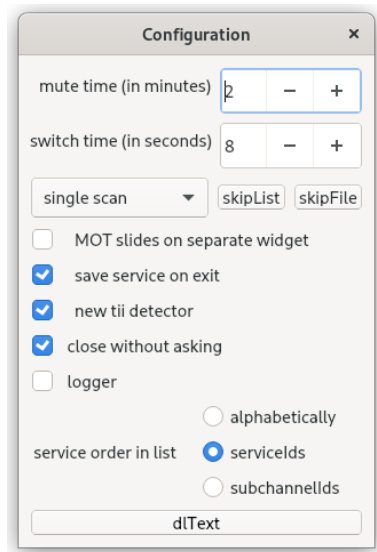 Configuration ×
mute time (in minutes) 2 − +
switch time (in seconds) 8 − +
single scan skipList skipFile
MOT slides on separate widget
save service on exit
new tii detector
close without asking
logger
alphabetically
service order in list serviceIds
subchannelIds
dlText